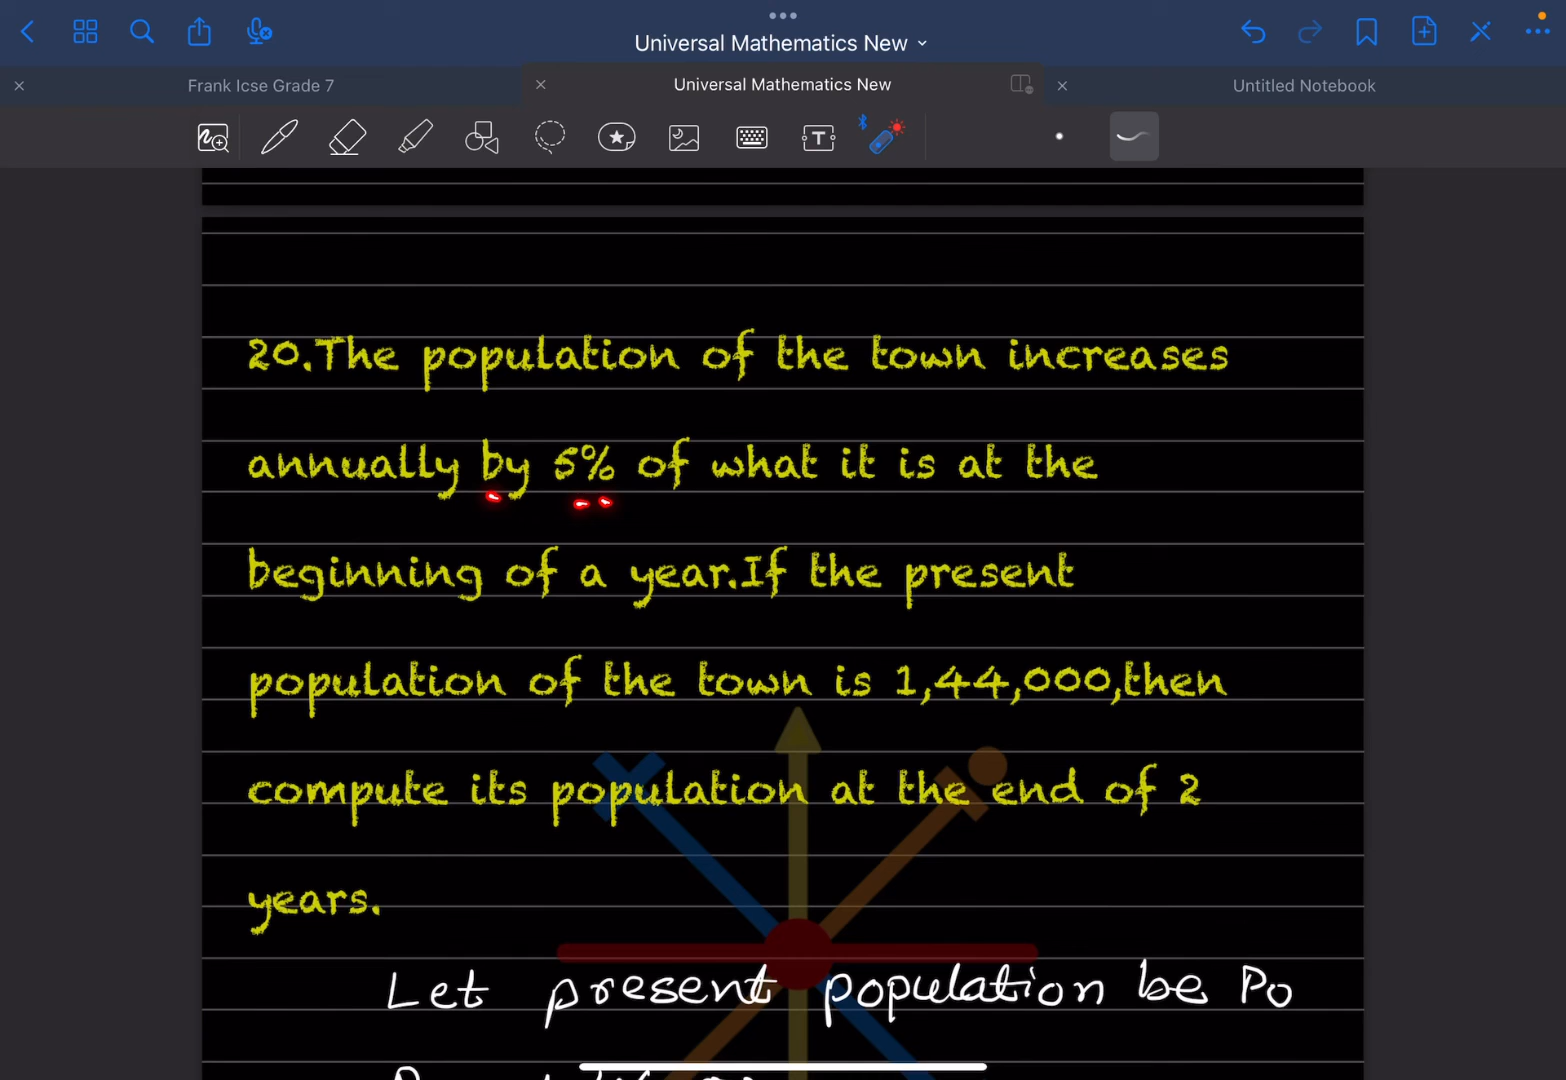 Universal Mathematics New
Frank Icse Grade 7
Universal Mathematics New
Untitled Notebook
T
20.The population of the town increases
annually by 5% of what it is at the
beginning of a year.If the present
population of the town is 1,44,000,then
compute its population at the end of 2
years.
Let present population be Po